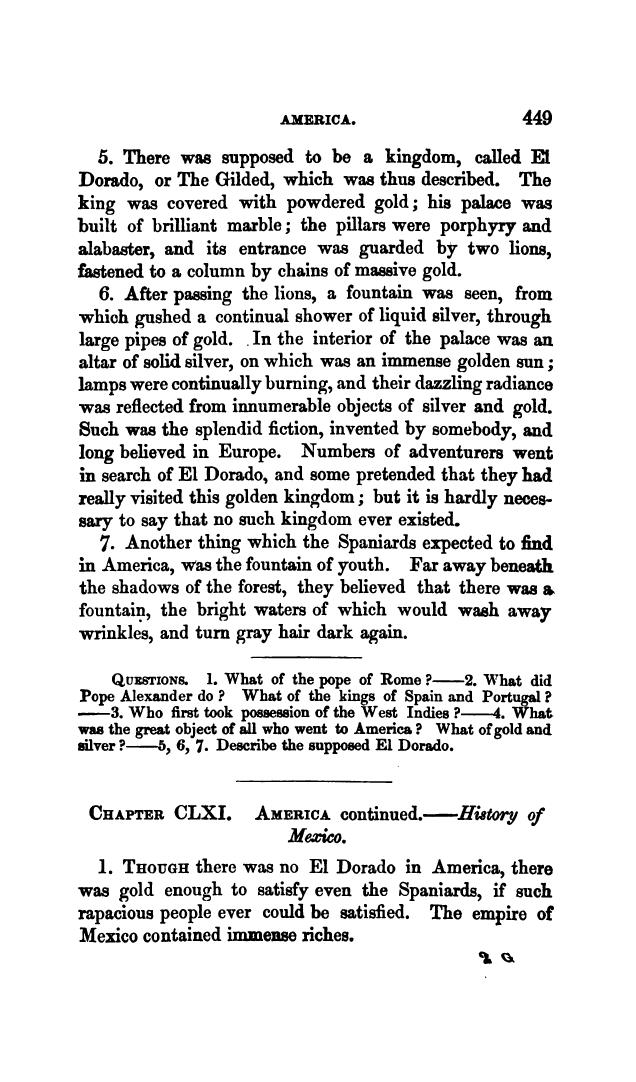 AMERICA. 449
5. There was supposed to be a kingdom, called El
Dorado, or The Gilded, which was thus described. The
king was covered with powdered gold; his palace was
built of brilliant marble; the pillars were porphyry and
alabaster, and its entrance was guarded by two lions,
fastened to a column by chains of massive gold.
6. After passing the lions, a fountain was seen, from
which gushed a continual shower of liquid silver, through
large pipes of gold. In the interior of the palace was an
altar of solid silver, on which was an immense golden sun;
lamps were continually burning, and their dazzling radiance
was reflected from innumerable objects of silver and gold.
Such was the splendid fiction, invented by somebody, and
long believed in Europe. Numbers of adventurers went
in search of El Dorado, and some pretended that they had
really visited this golden kingdom; but it is hardly neces-
sary to say that no such kingdom ever existed.
7. Another thing which the Spaniards expected to find
in America, was the fountain of youth. Far away beneath
the shadows of the forest, they believed that there was a
fountain, the bright waters of which would wash away
wrinkles, and turn gray hair dark again.
QUESTIONS. 1. What of the pope of Rome?——2. What did
Pope Alexander do? What of the kings of Spain and Portugal?
——3. Who first took possession of the West Indies?——4. What
was the great object of all who went to America? What of gold and
silver?——5, 6, 7. Describe the supposed El Dorado.
CHAPTER CLXI. AMERICA continued.——History of
Mexico.
1. THOUGH there was no El Dorado in America, there
was gold enough to satisfy even the Spaniards, if such
rapacious people ever could be satisfied. The empire of
Mexico contained immense riches.
2 G